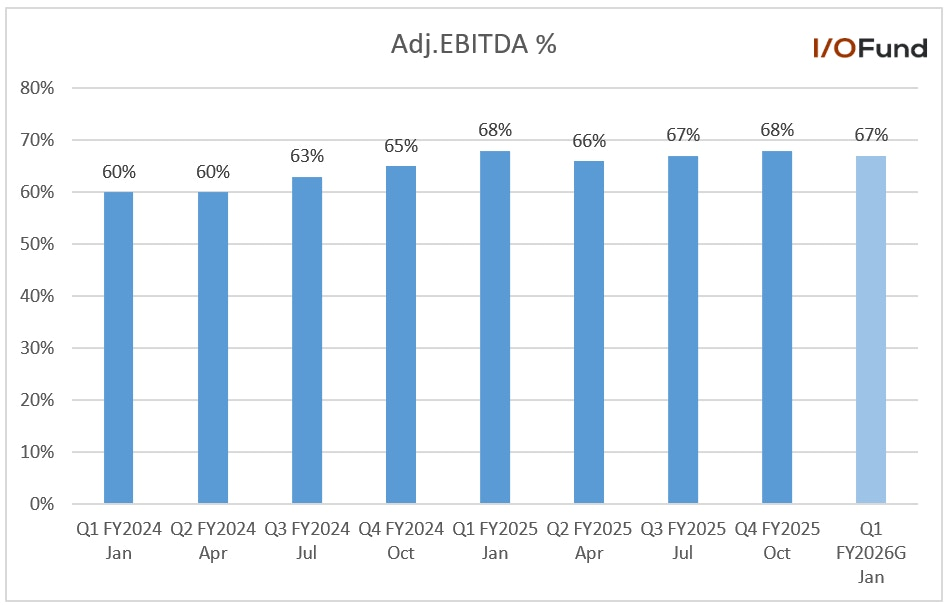 Adj.EBITDA %
I/OFund
80%
70%
60%
50%
40%
30%
20%
10%
0%
60%
60%
63%
65%
68%
66%
67%
68%
67%
Q1 FY2024
Jan
Q2 FY2024
Apr
Q3 FY2024
Jul
Q4 FY2024
Oct
Q1 FY2025
Jan
Q2 FY2025
Apr
Q3 FY2025
Jul
Q4 FY2025
Oct
Q1
FY2026G
Jan